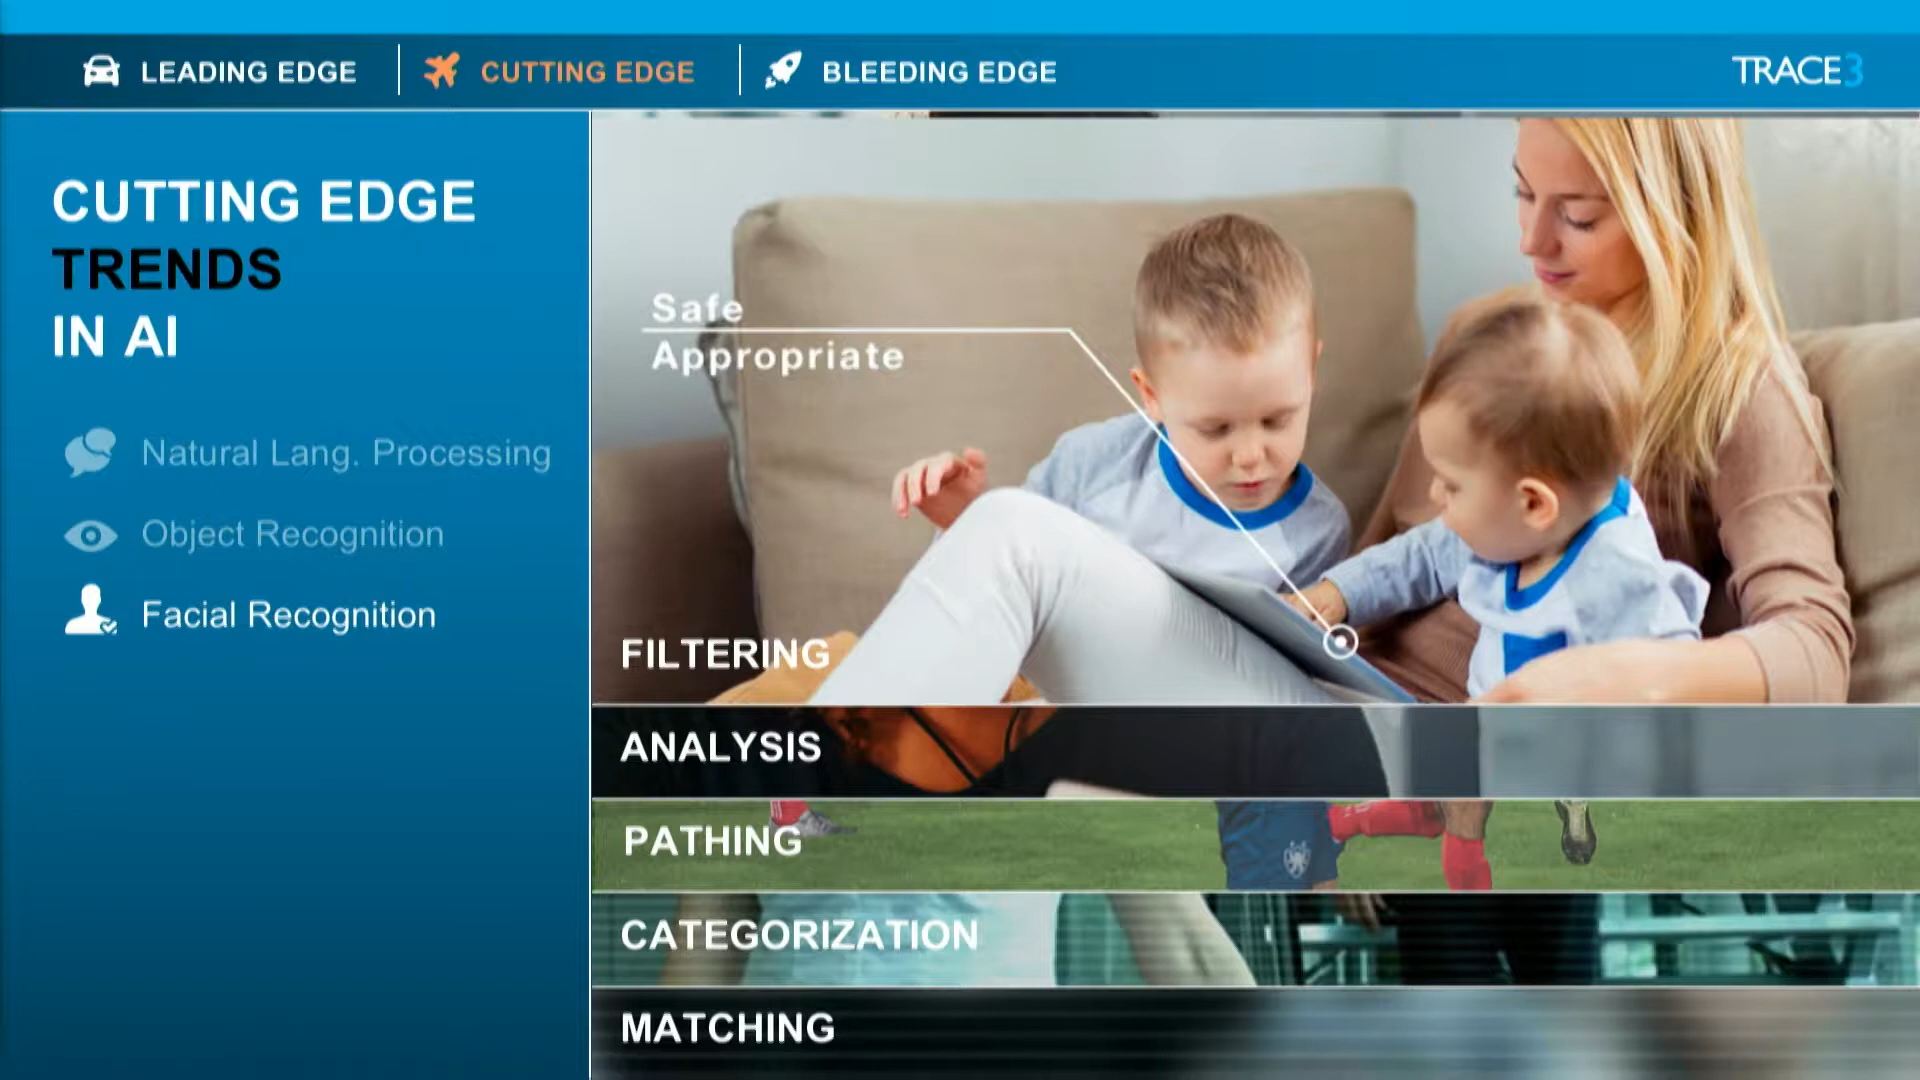 LEADING EDGE
CUTTING EDGE
BLEEDING EDGE
TRACE3
CUTTING EDGE
TRENDS
IN AI
Natural Lang. Processing
Object Recognition
Facial Recognition
Safe
Appropriate
FILTERING
ANALYSIS
PATHING
CATEGORIZATION
MATCHING